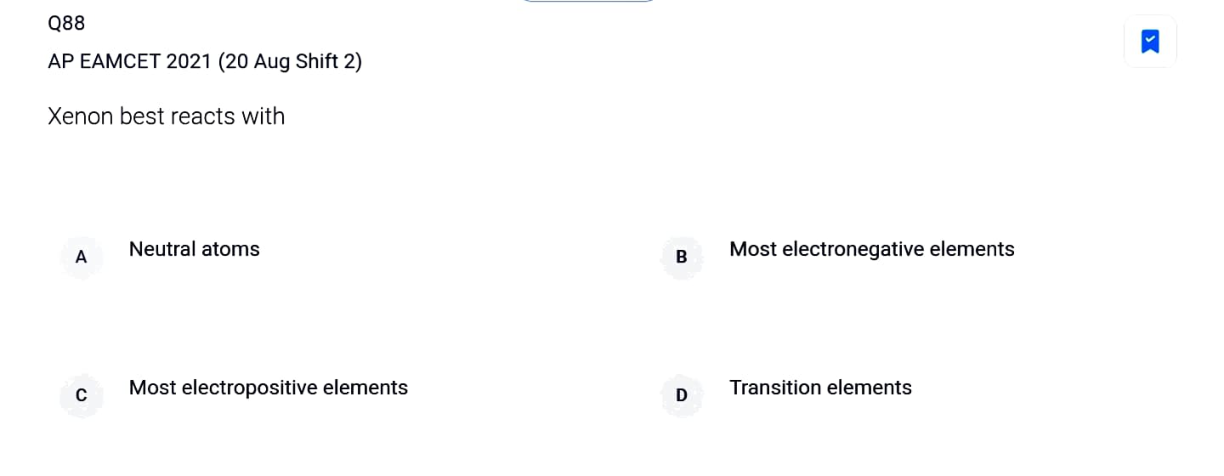 Q88
AP EAMCET 2021 (20 Aug Shift 2)
Xenon best reacts with
A Neutral atoms
B Most electronegative elements
C Most electropositive elements
D Transition elements